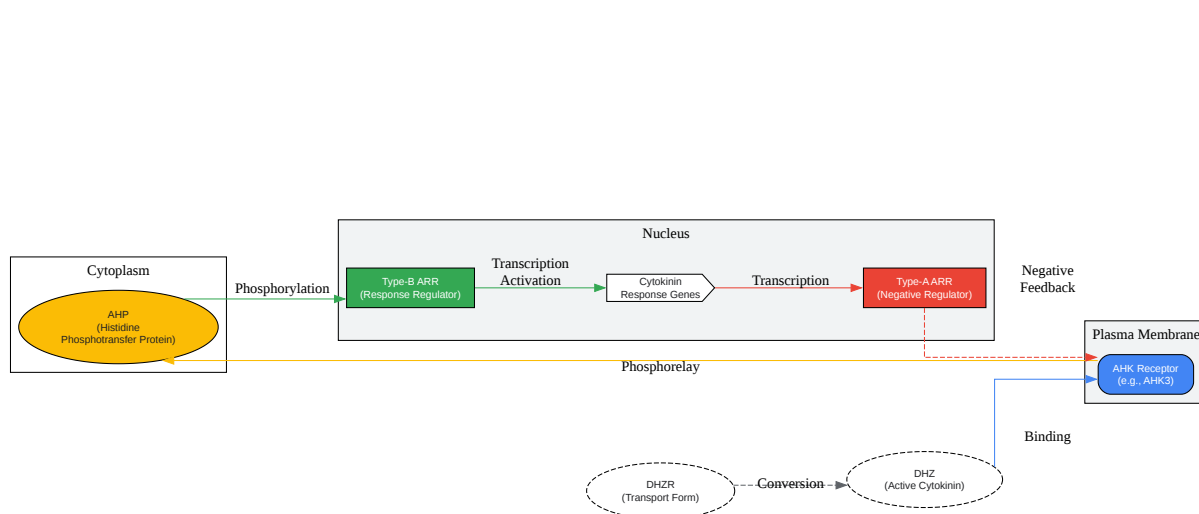 Nucleus
Cytoplasm
Phosphorylation
AHP
(Histidine
Phosphotransfer Protein)
Type-B ARR
(Response Regulator)
Transcription
Activation
Cytokinin
Response Genes
Transcription
Type-A ARR
(Negative Regulator)
Negative
Feedback
Plasma Membrane
AHK Receptor
(e.g., AHK3)
Phosphorelay
Binding
DHZR
(Transport Form)
Conversion
DHZ
(Active Cytokinin)